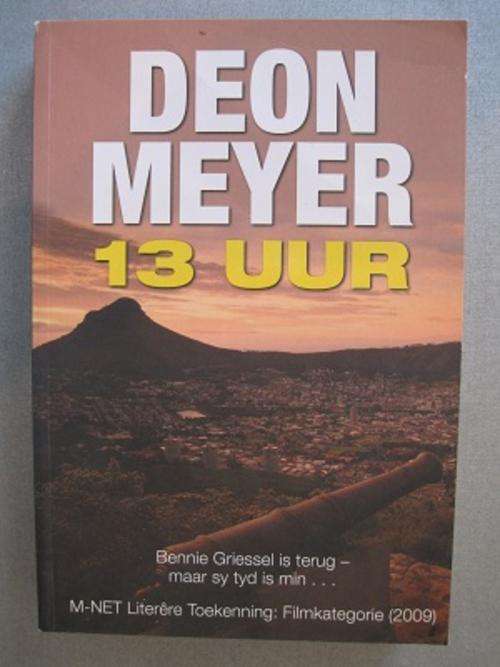 DEON
MEYER
13 UUR
Bennie Griessel is terug –
maar sy tyd is min . . .
M-NET Literêre Toekenning: Filmkategorie (2009)